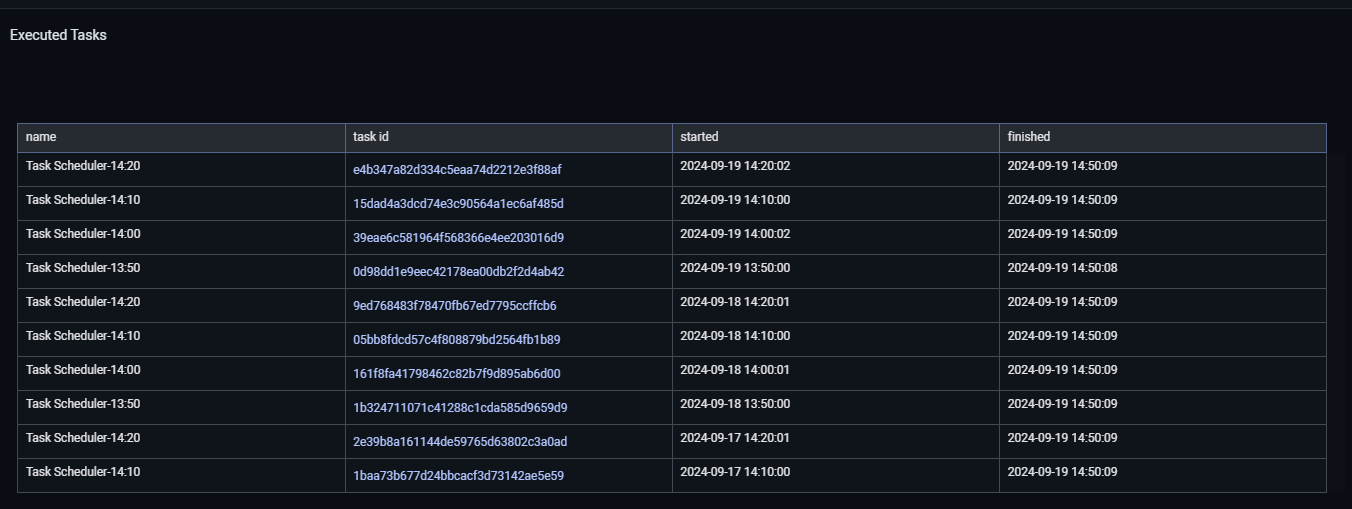 Executed Tasks
name task id started finished
Task Scheduler-14:20 e4b347a82d334c5eaa74d2212e3f88af 2024-09-19 14:20:02 2024-09-19 14:50:09
Task Scheduler-14:10 15dad4a3dcd74e3c90564a1ec6af485d 2024-09-19 14:10:00 2024-09-19 14:50:09
Task Scheduler-14:00 39eae6c581964f568366e4ee203016d9 2024-09-19 14:00:02 2024-09-19 14:50:09
Task Scheduler-13:50 0d98dd1e9eec42178ea00db2f2d4ab42 2024-09-19 13:50:00 2024-09-19 14:50:08
Task Scheduler-14:20 9ed768483f78470fb67ed7795ccffcb6 2024-09-18 14:20:01 2024-09-19 14:50:09
Task Scheduler-14:10 05bb8fdcd57c4f808879bd2564fb1b89 2024-09-18 14:10:00 2024-09-19 14:50:09
Task Scheduler-14:00 161f8fa41798462c82b7f9d895ab6d00 2024-09-18 14:00:01 2024-09-19 14:50:09
Task Scheduler-13:50 1b324711071c41288c1cda585d9659d9 2024-09-18 13:50:00 2024-09-19 14:50:09
Task Scheduler-14:20 2e39b8a161144de59765d63802c3a0ad 2024-09-17 14:20:01 2024-09-19 14:50:09
Task Scheduler-14:10 1baa73b677d24bbcacf3d73142ae5e59 2024-09-17 14:10:00 2024-09-19 14:50:09